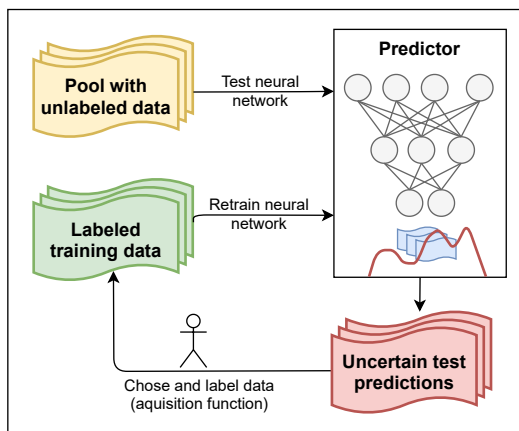 Predictor
Pool with
unlabeled data
Test neural
network
Labeled
training data
Retrain neural
network
Uncertain test
predictions
Chose and label data
(aquisition function)